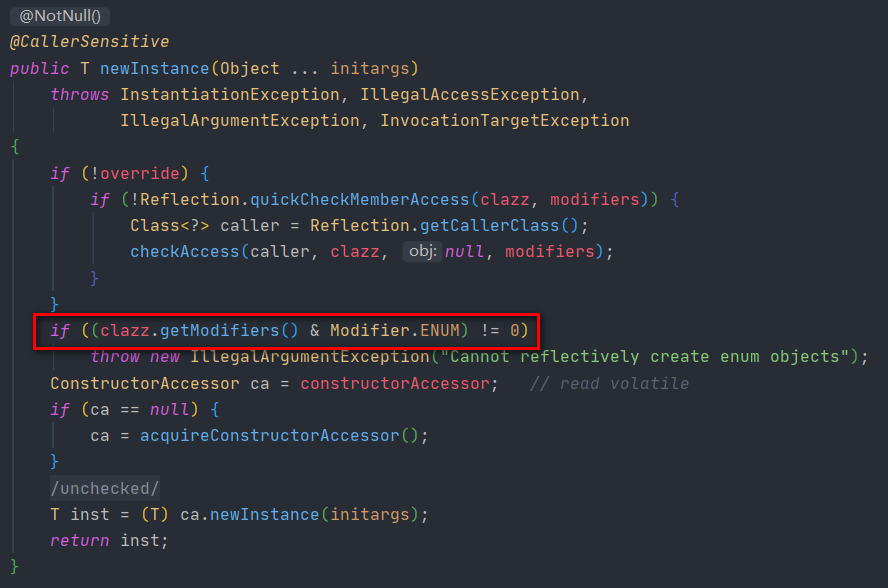 @NotNull()
@CallerSensitive
public T newInstance(Object ... initargs)
    throws InstantiationException, IllegalAccessException,
           IllegalArgumentException, InvocationTargetException
{
    if (!override) {
        if (!Reflection.quickCheckMemberAccess(clazz, modifiers)) {
            Class<?> caller = Reflection.getCallerClass();
            checkAccess(caller, clazz, obj: null, modifiers);
        }
    }
    if ((clazz.getModifiers() & Modifier.ENUM) != 0)
        throw new IllegalArgumentException("Cannot reflectively create enum objects");
    ConstructorAccessor ca = constructorAccessor;   // read volatile
    if (ca == null) {
        ca = acquireConstructorAccessor();
    }
    /unchecked/
    T inst = (T) ca.newInstance(initargs);
    return inst;
}